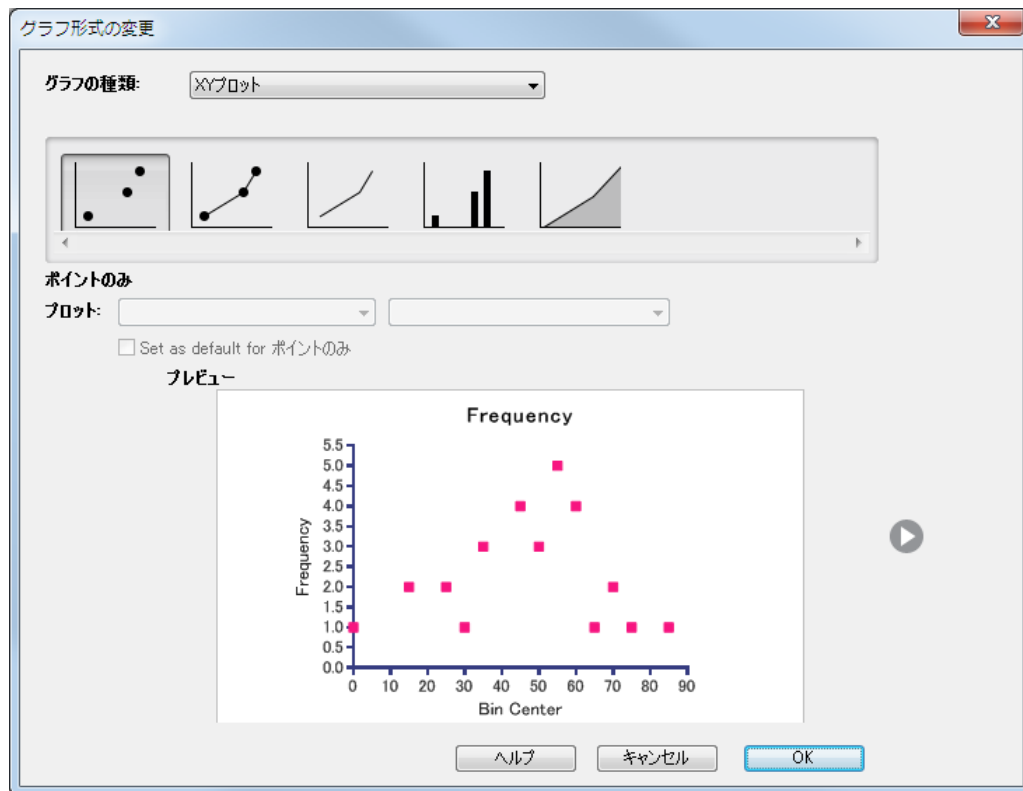 グラフ形式の変更
グラフの種類: XYプロット
ポイントのみ
プロット:
Set as default for ポイントのみ
プレビュー
Frequency
5.5
5.0
4.5
4.0
3.5
3.0
2.5
2.0
1.5
1.0
0.5
0.0
Frequency
0 10 20 30 40 50 60 70 80 90
Bin Center
ヘルプ キャンセル OK